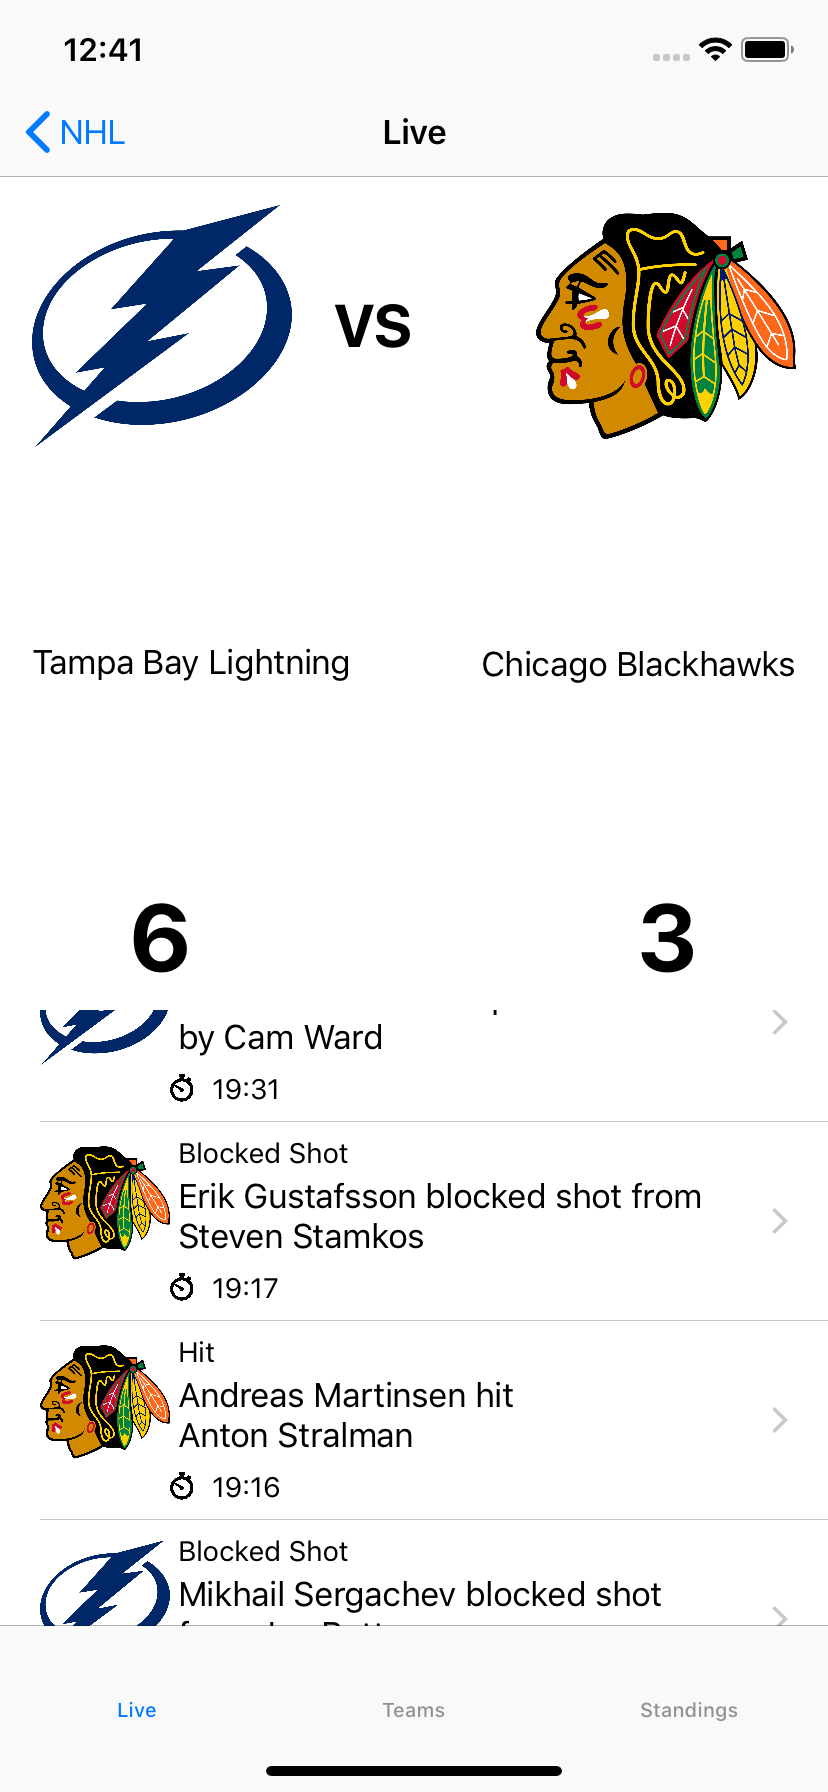 12:41
NHL
Live
VS
Tampa Bay Lightning
Chicago Blackhawks
6
3
by Cam Ward
19:31
Blocked Shot
Erik Gustafsson blocked shot from
Steven Stamkos
19:17
Hit
Andreas Martinsen hit
Anton Stralman
19:16
Blocked Shot
Mikhail Sergachev blocked shot
Live
Teams
Standings